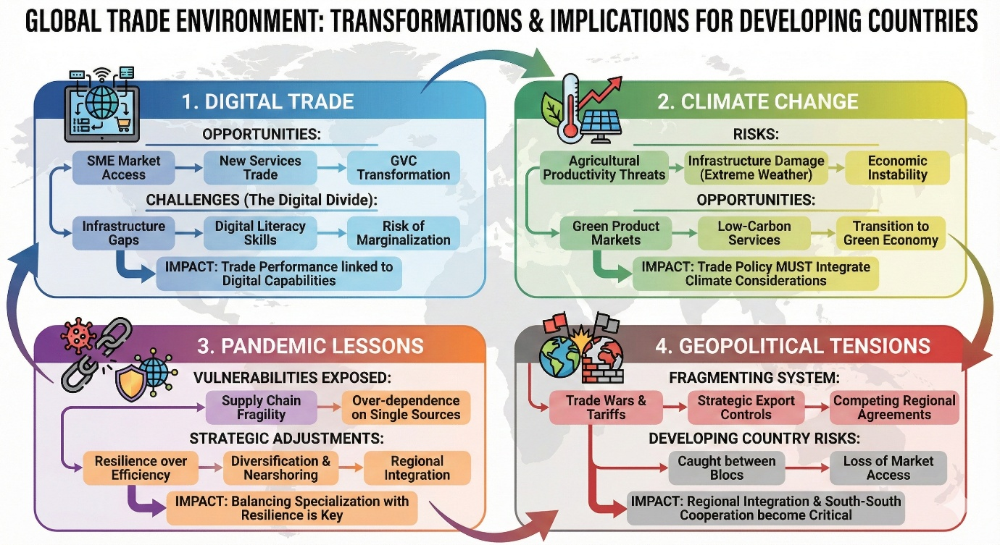 GLOBAL TRADE ENVIRONMENT: TRANSFORMATIONS & IMPLICATIONS FOR DEVELOPING COUNTRIES
1. DIGITAL TRADE
OPPORTUNITIES:
SME Market
Access
New Services
Trade
GVC
Transformation
CHALLENGES (The Digital Divide):
Infrastructure
Gaps
Digital Literacy
Skills
Risk of
Marginalization
IMPACT: Trade Performance linked to
Digital Capabilities
2. CLIMATE CHANGE
RISKS:
Agricultural
Productivity Threats
Infrastructure Damage
(Extreme Weather)
Economic
Instability
OPPORTUNITIES:
Green Product
Markets
Low-Carbon
Services
Transition to
Green Economy
IMPACT: Trade Policy MUST Integrate
Climate Considerations
3. PANDEMIC LESSONS
VULNERABILITIES EXPOSED:
Supply Chain
Fragility
Over-dependence
on Single Sources
STRATEGIC ADJUSTMENTS:
Resilience over
Efficiency
Diversification &
Nearshoring
Regional
Integration
IMPACT: Balancing Specialization with
Resilience is Key
4. GEOPOLITICAL TENSIONS
FRAGMENTING SYSTEM:
Trade Wars &
Tariffs
Strategic Export
Controls
Competing Regional
Agreements
DEVELOPING COUNTRY RISKS:
Caught between
Blocs
Loss of Market
Access
IMPACT: Regional Integration & South-South
Cooperation become Critical